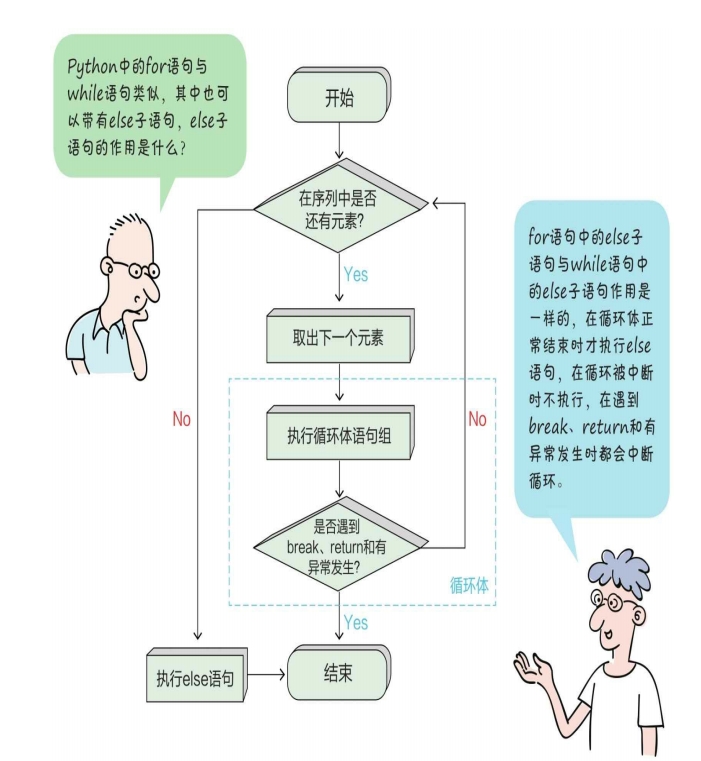 Python中的for语句与
while语句类似，其中也可
以带有else子语句，else子
语句的作用是什么？
开始
在序列中是否
还有元素?
Yes
取出下一个元素
No
执行循环体语句组
No
是否遇到
break、return和有
异常发生?
循环体
Yes
执行else语句
结束
for语句中的else子
语句与while语句中
的else子语句作用是
一样的，在循环体正
常结束时才执行else
语句，在循环被中断
时不执行，在遇到
break、return和有
异常发生时都会中断
循环。